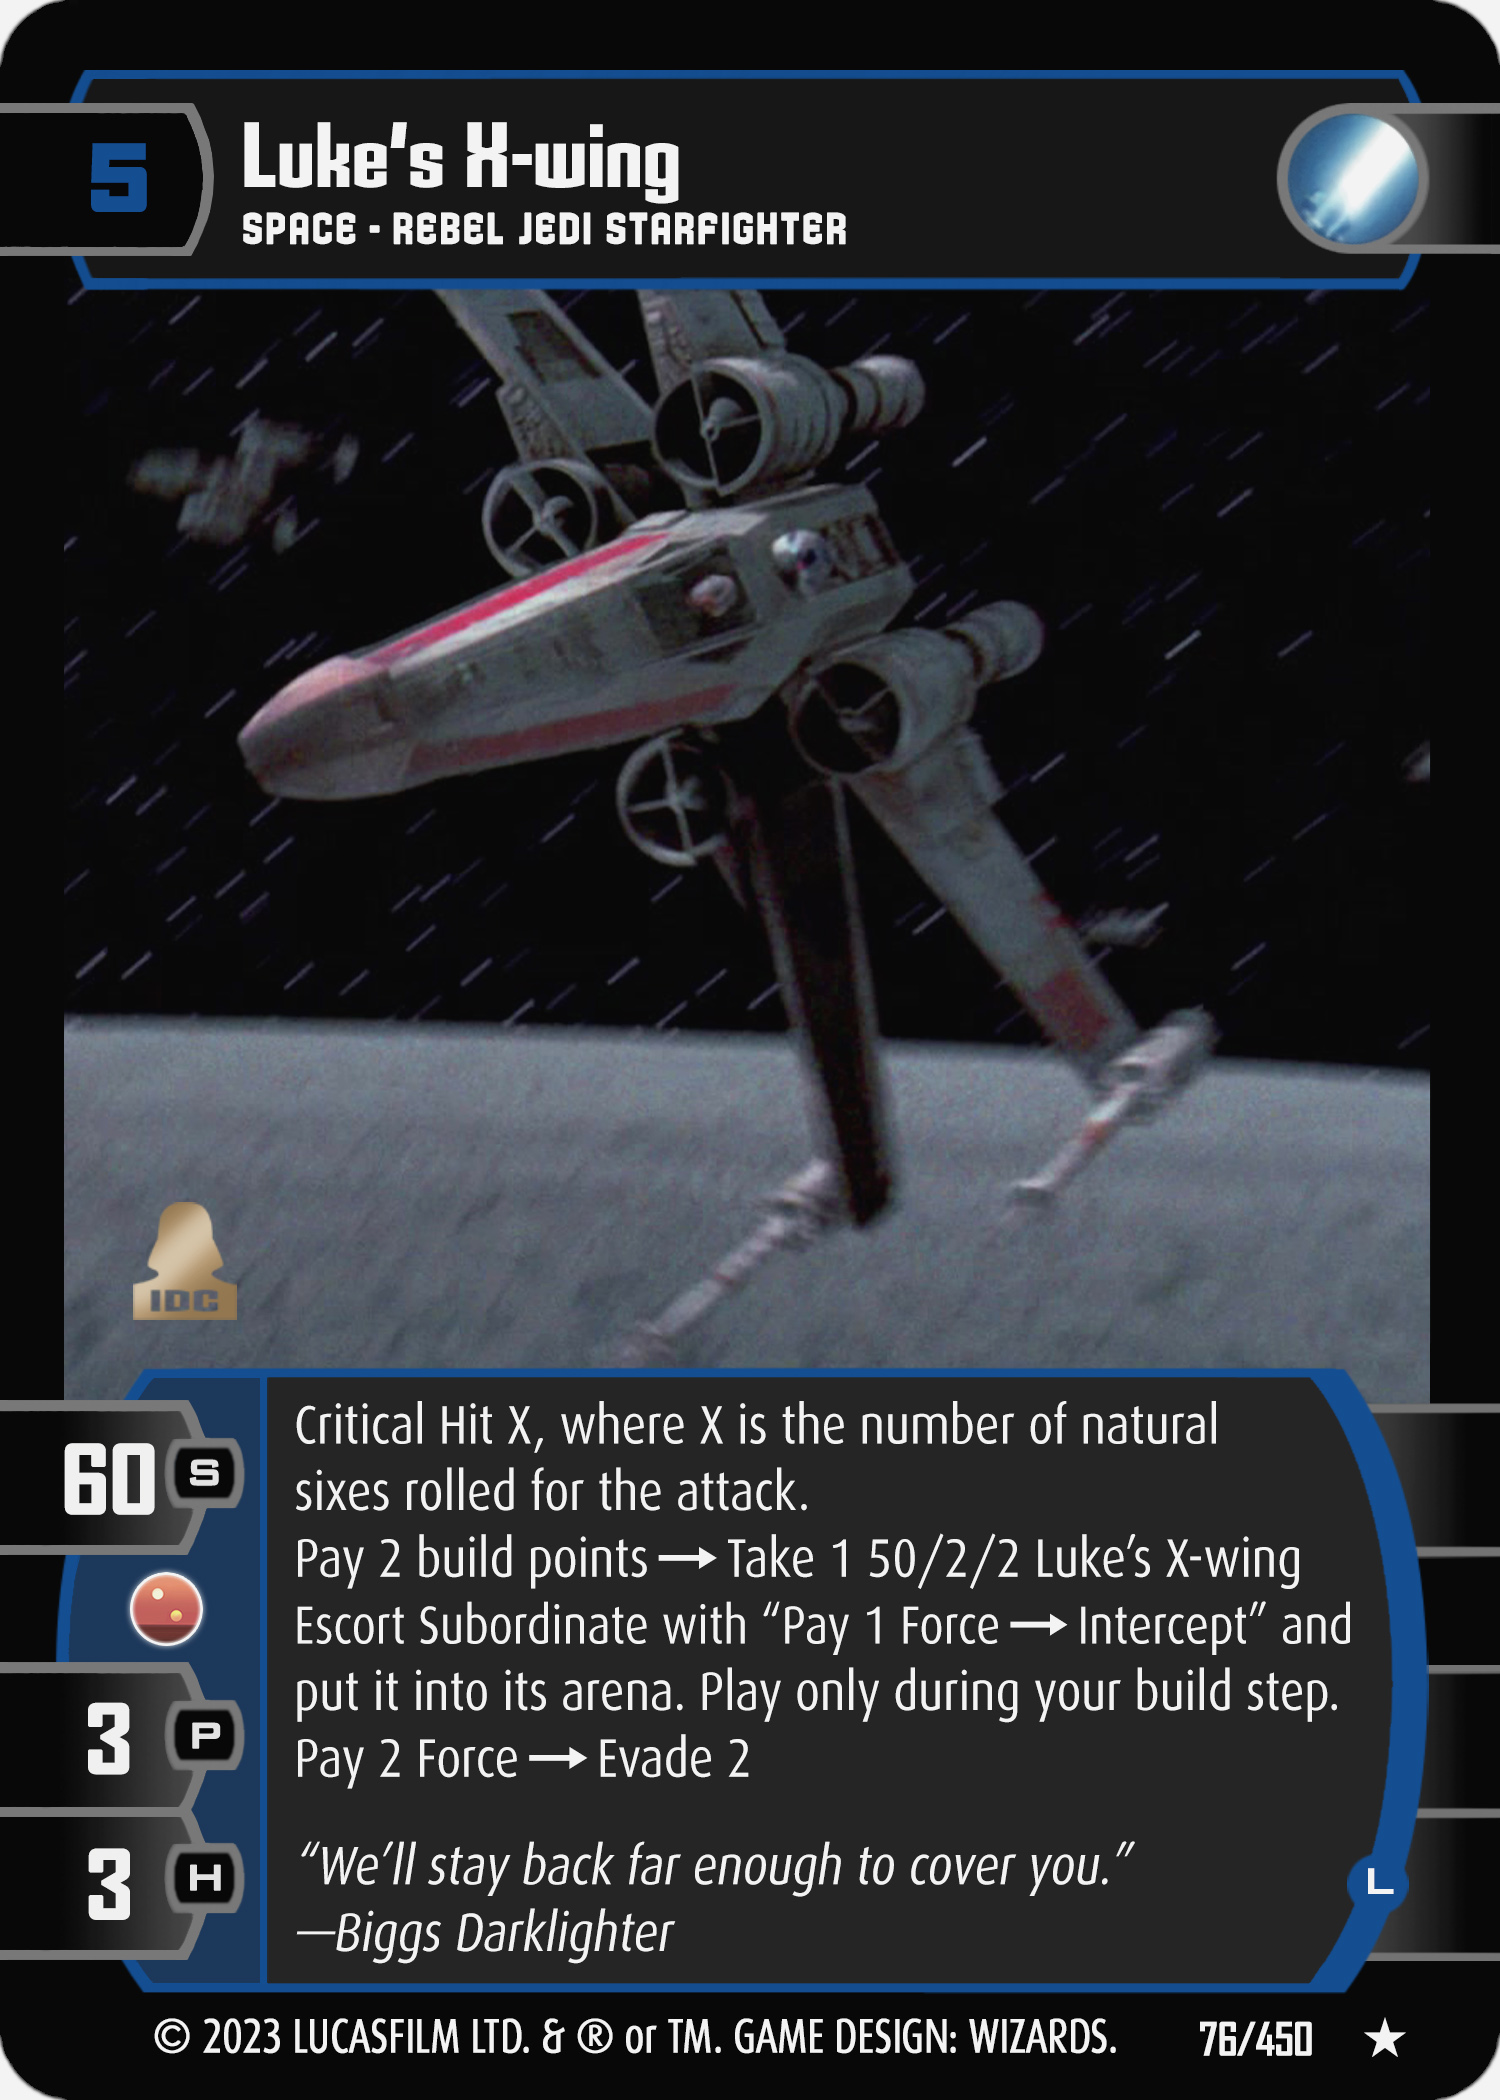 5
Luke's X-wing
SPACE - REBEL JEDI STARFIGHTER
IDC
60 S
3 P
3 H
Critical Hit X, where X is the number of natural
sixes rolled for the attack.
Pay 2 build points → Take 1 50/2/2 Luke's X-wing
Escort Subordinate with “Pay 1 Force → Intercept” and
put it into its arena. Play only during your build step.
Pay 2 Force → Evade 2
“We'll stay back far enough to cover you.”
—Biggs Darklighter
L
© 2023 LUCASFILM LTD. & ® or TM. GAME DESIGN: WIZARDS. 76/450 ★